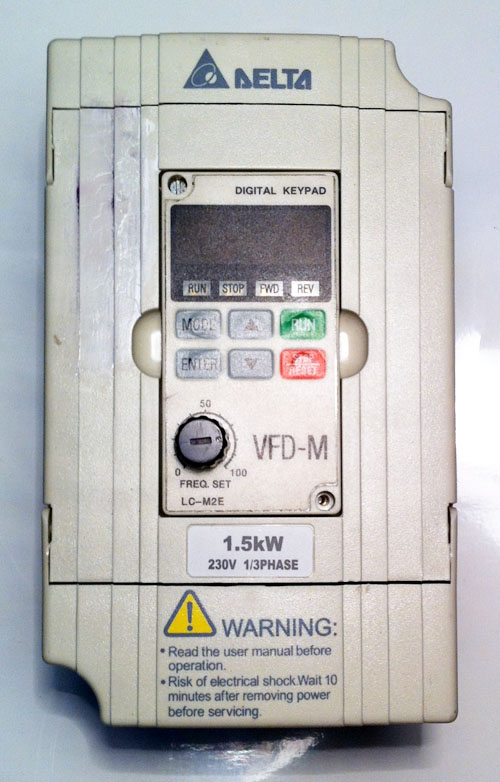 DELTA
DIGITAL KEYPAD
RUN STOP FWD REV
MODE RUN
ENTER STOP
RESET
50
0 100
FREQ. SET
VFD-M
LC-M2E
1.5kW
230V 1/3PHASE
WARNING:
• Read the user manual before
operation.
• Risk of electrical shock.Wait 10
minutes after removing power
before servicing.